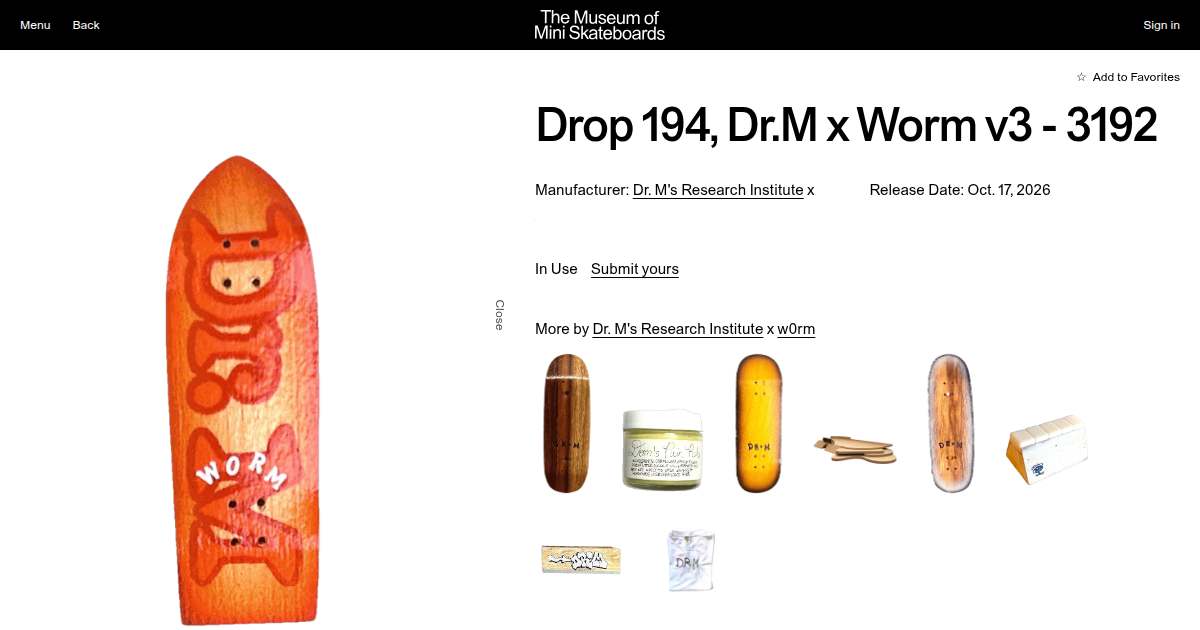 Menu
Back
The Museum of
Mini Skateboards
Sign in
☆ Add to Favorites
Drop 194, Dr.M x Worm v3 - 3192
Manufacturer: Dr. M's Research Institute x
Release Date: Oct. 17, 2026
In Use Submit yours
Close
More by Dr. M's Research Institute x w0rm
Dr.
WORM
M
DR M
DR M
DR M
DRM